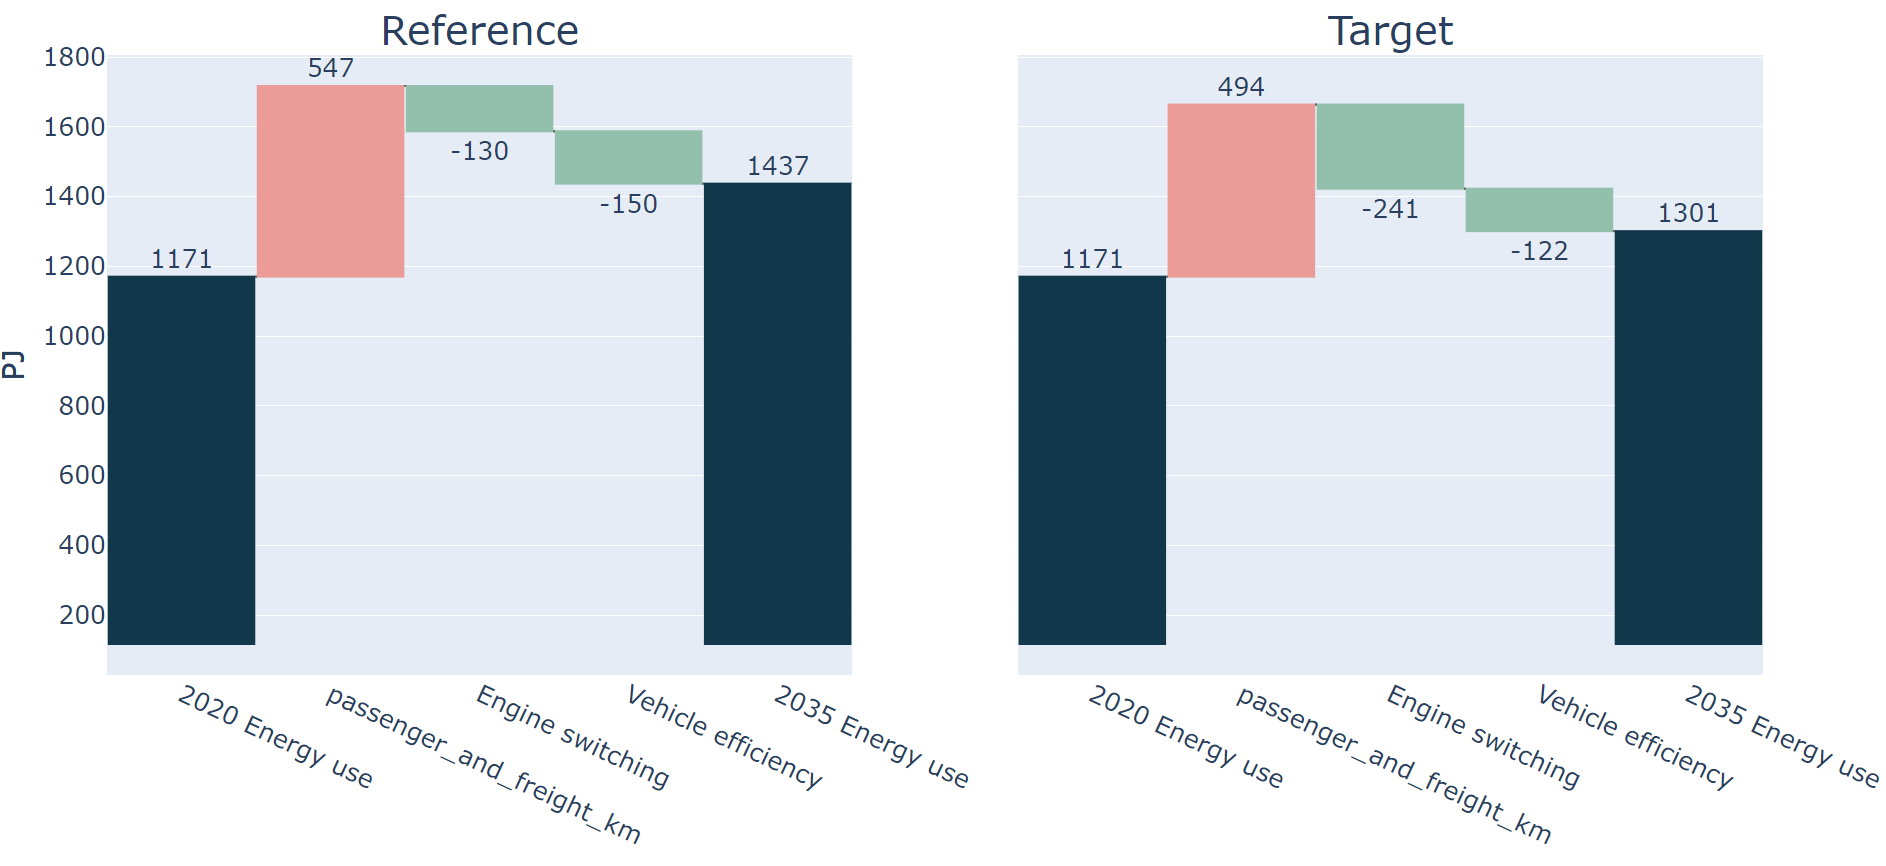 Reference
Target
PJ
1800
1600
1400
1200
1000
800
600
400
200
1171
547
-130
-150
1437
2020 Energy use
passenger_and_freight_km
Engine switching
Vehicle efficiency
2035 Energy use
1171
494
-241
-122
1301
2020 Energy use
passenger_and_freight_km
Engine switching
Vehicle efficiency
2035 Energy use